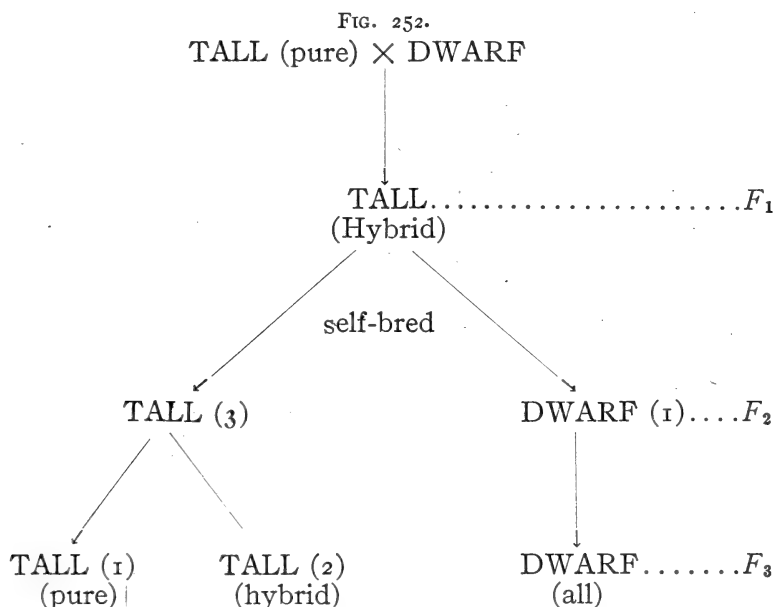 FIG. 252.
TALL (pure) × DWARF
TALL......................F₁
(Hybrid)
self-bred
TALL (3)
DWARF (1)....F₂
TALL (1)
(pure)
TALL (2)
(hybrid)
DWARF.......F₃
(all)